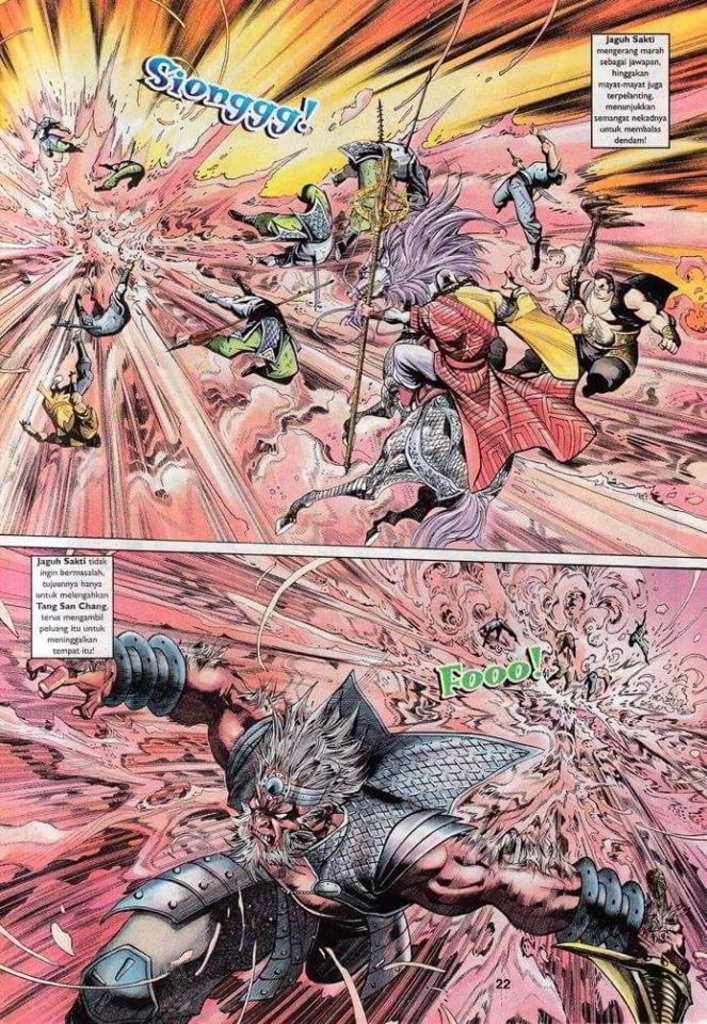 Jaguh Sakti
mengerang marah
sebagai jawapan,
hinggakan
mayat-mayat juga
terpelanting,
menunjukkan
semangat nekadnya
untuk membalas
dendam!
Sionggg!
Jaguh Sakti tidak
ingin bermasalah,
tujuannya hanya
untuk melengahkan
Tang San Chang,
terus mengambil
peluang itu untuk
meninggalkan
tempat itu!
Fooo!
22